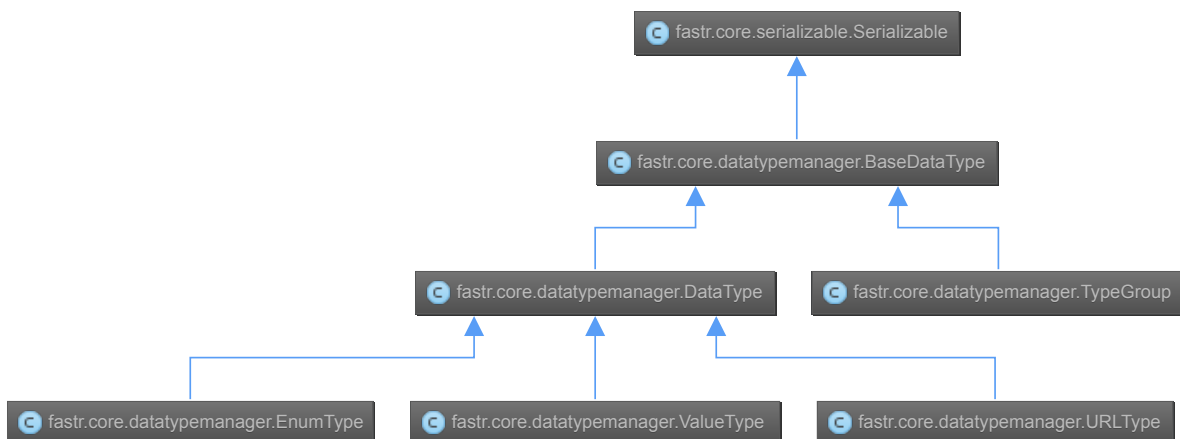 C fastr.core.serializable.Serializable
C fastr.core.datatypemanager.BaseDataType
C fastr.core.datatypemanager.DataType
C fastr.core.datatypemanager.TypeGroup
C fastr.core.datatypemanager.EnumType
C fastr.core.datatypemanager.ValueType
C fastr.core.datatypemanager.URLType